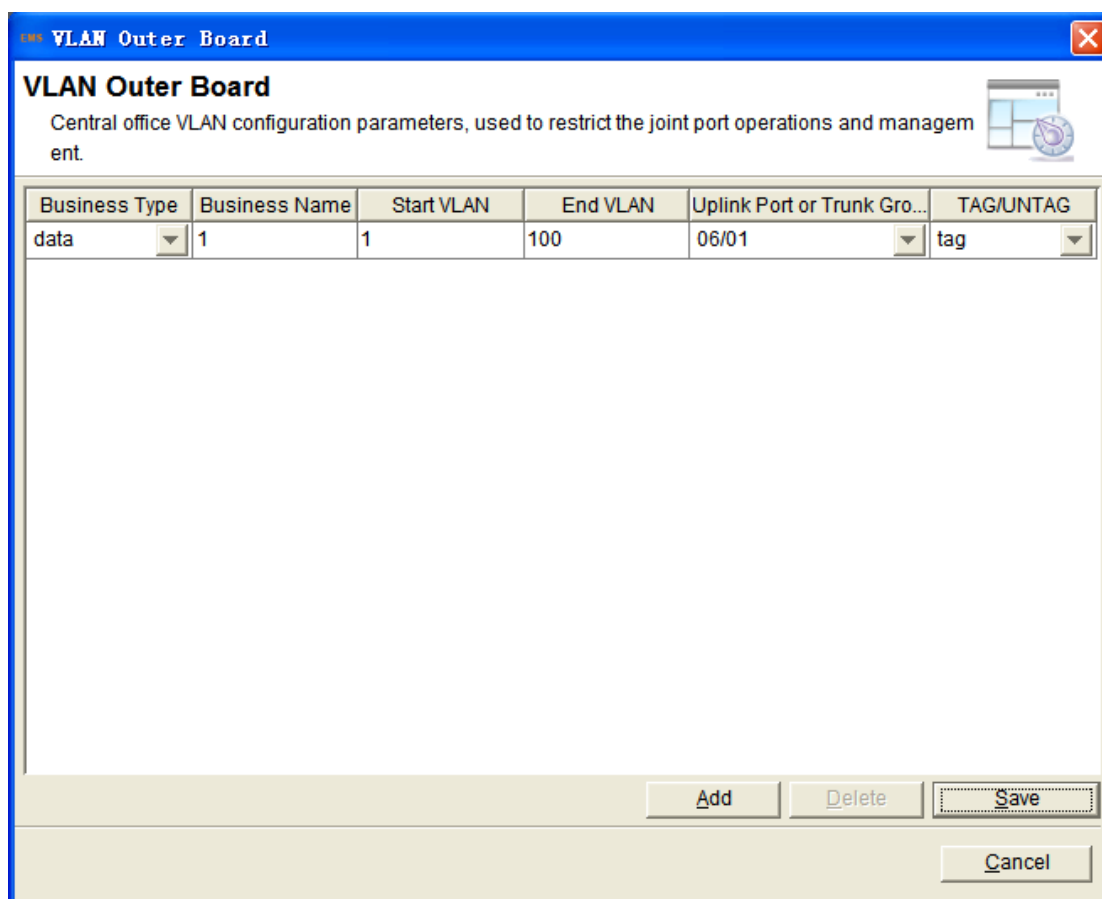 EMS VLAN Outer Board
VLAN Outer Board
Central office VLAN configuration parameters, used to restrict the joint port operations and managem
ent.
Business Type Business Name Start VLAN End VLAN Uplink Port or Trunk Gro... TAG/UNTAG
data 1 1 100 06/01 tag
Add Delete Save
Cancel